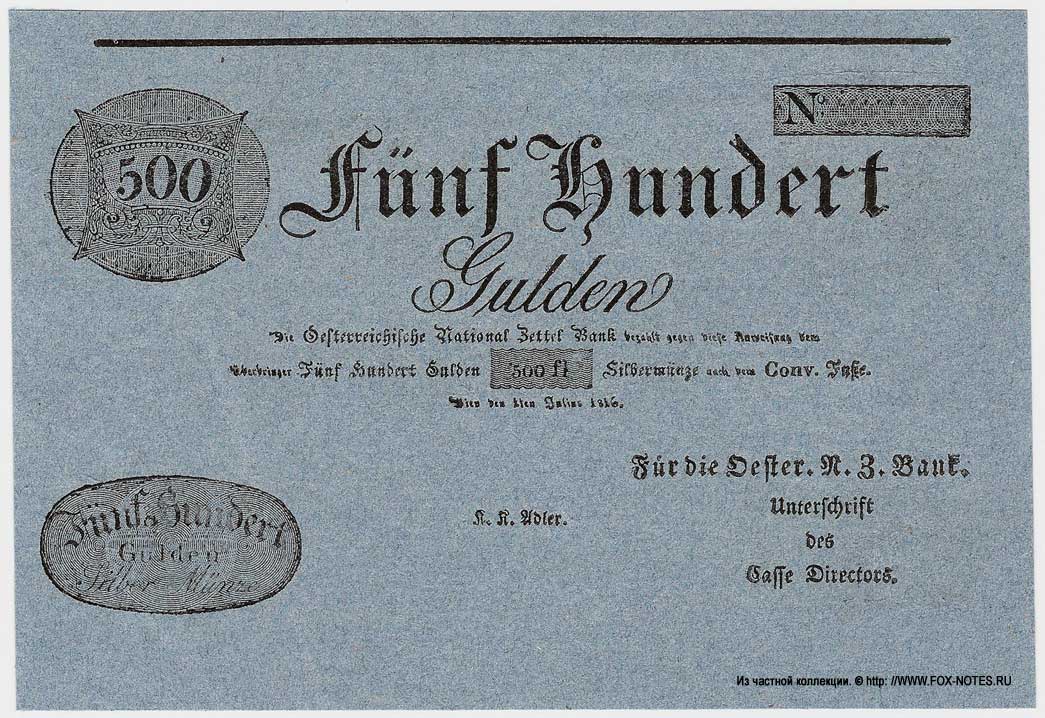 No
500
Fünf Hundert
Gulden
Die Oesterreichische National Zettel Bank bezahlt gegen diese Anweisung dem
Überbringer Fünf Hundert Gulden 500 fl Silbermünze nach dem Conv. Fuße.
Wien den 1ten Julius 1816.
Für die Oester. N. Z. Bank.
Unterschrift
des
Casse Directors.
K. K. Adler.
Fünf Hundert
Gulden
Silber Münze
Из частной коллекции. © http: //WWW.FOX-NOTES.RU